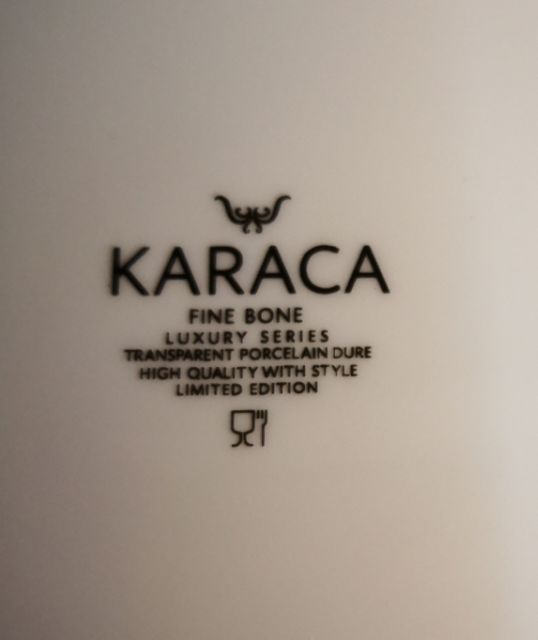 KARACA
FINE BONE
LUXURY SERIES
TRANSPARENT PORCELAIN DURE
HIGH QUALITY WITH STYLE
LIMITED EDITION